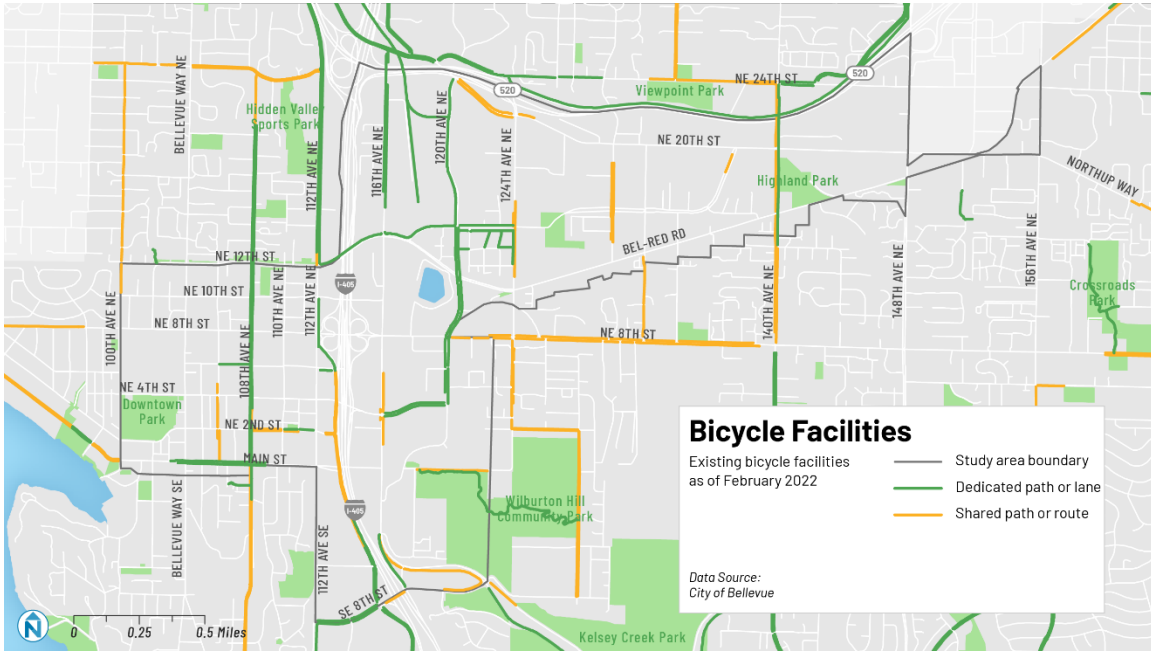 BELLEVUE WAY NE
Hidden Valley
Sports Park
112TH AVE NE
116TH AVE NE
120TH AVE NE
520
124TH AVE NE
Viewpoint Park
NE 24TH ST
520
NE 20TH ST
Highland Park
NORTHUP WAY
BEL-RED RD
NE 12TH ST
I-405
NE 10TH ST
110TH AVE NE
112TH AVE NE
100TH AVE NE
NE 8TH ST
108TH AVE NE
NE 8TH ST
140TH AVE NE
148TH AVE NE
156TH AVE NE
Crossroads
Park
NE 4TH ST
Downtown
Park
NE 2ND ST
MAIN ST
BELLEVUE WAY SE
112TH AVE SE
I-405
Wilburton Hill
Community Park
SE 8TH ST
Kelsey Creek Park
Bicycle Facilities
Existing bicycle facilities
as of February 2022
Study area boundary
Dedicated path or lane
Shared path or route
Data Source:
City of Bellevue
N
0 0.25 0.5 Miles